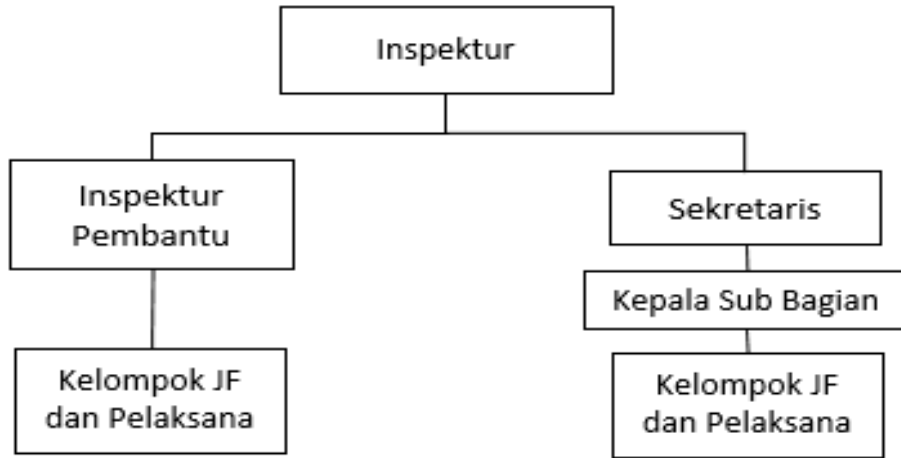 Inspektur
Inspektur
Pembantu
Sekretaris
Kepala Sub Bagian
Kelompok JF
dan Pelaksana
Kelompok JF
dan Pelaksana